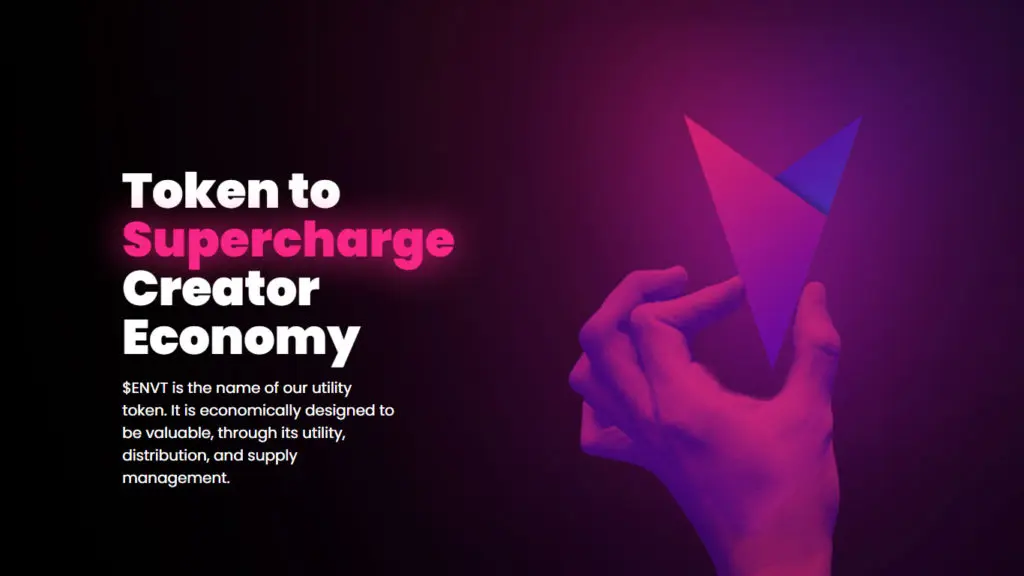 Token to
Supercharge
Creator
Economy
$ENVT is the name of our utility
token. It is economically designed to
be valuable, through its utility,
distribution, and supply
management.